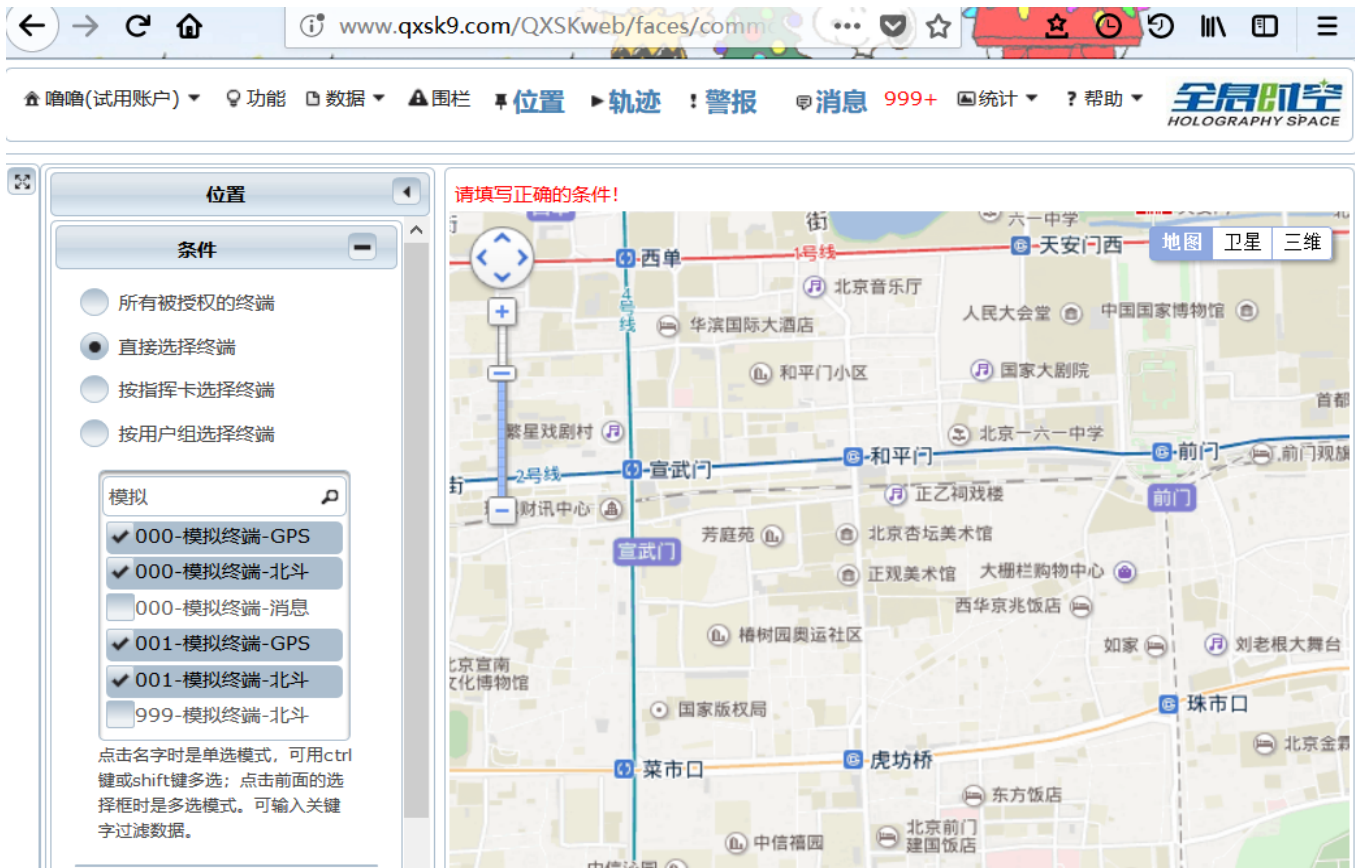 www.qxsk9.com/QXSKweb/faces/comm
噜噜(试用账户) 功能 数据 围栏 位置 轨迹 警报 消息 999+ 统计 ? 帮助
全息时空
HOLOGRAPHY SPACE
位置
条件
所有被授权的终端
直接选择终端
按指挥卡选择终端
按用户组选择终端
模拟
000-模拟终端-GPS
000-模拟终端-北斗
000-模拟终端-消息
001-模拟终端-GPS
001-模拟终端-北斗
999-模拟终端-北斗
点击名字时是单选模式，可用ctrl
键或shift键多选；点击前面的选
择框时是多选模式。可输入关键
字过滤数据。
请填写正确的条件！
地图 卫星 三维
街
六一中学
西单
1号线
天安门西
4号线
北京音乐厅
华滨国际大酒店
人民大会堂
中国国家博物馆
和平门小区
国家大剧院
首都
繁星戏剧村
北京一六一中学
2号线
宣武门
和平门
前门
前门观旗
街
财讯中心
正乙祠戏楼
前门
宣武门
芳庭苑
北京杏坛美术馆
正观美术馆
大栅栏购物中心
西华京兆饭店
椿树园奥运社区
如家
刘老根大舞台
北京宣南
文化博物馆
国家版权局
珠市口
菜市口
虎坊桥
北京金霖
东方饭店
中信禧园
北京前门
建国饭店